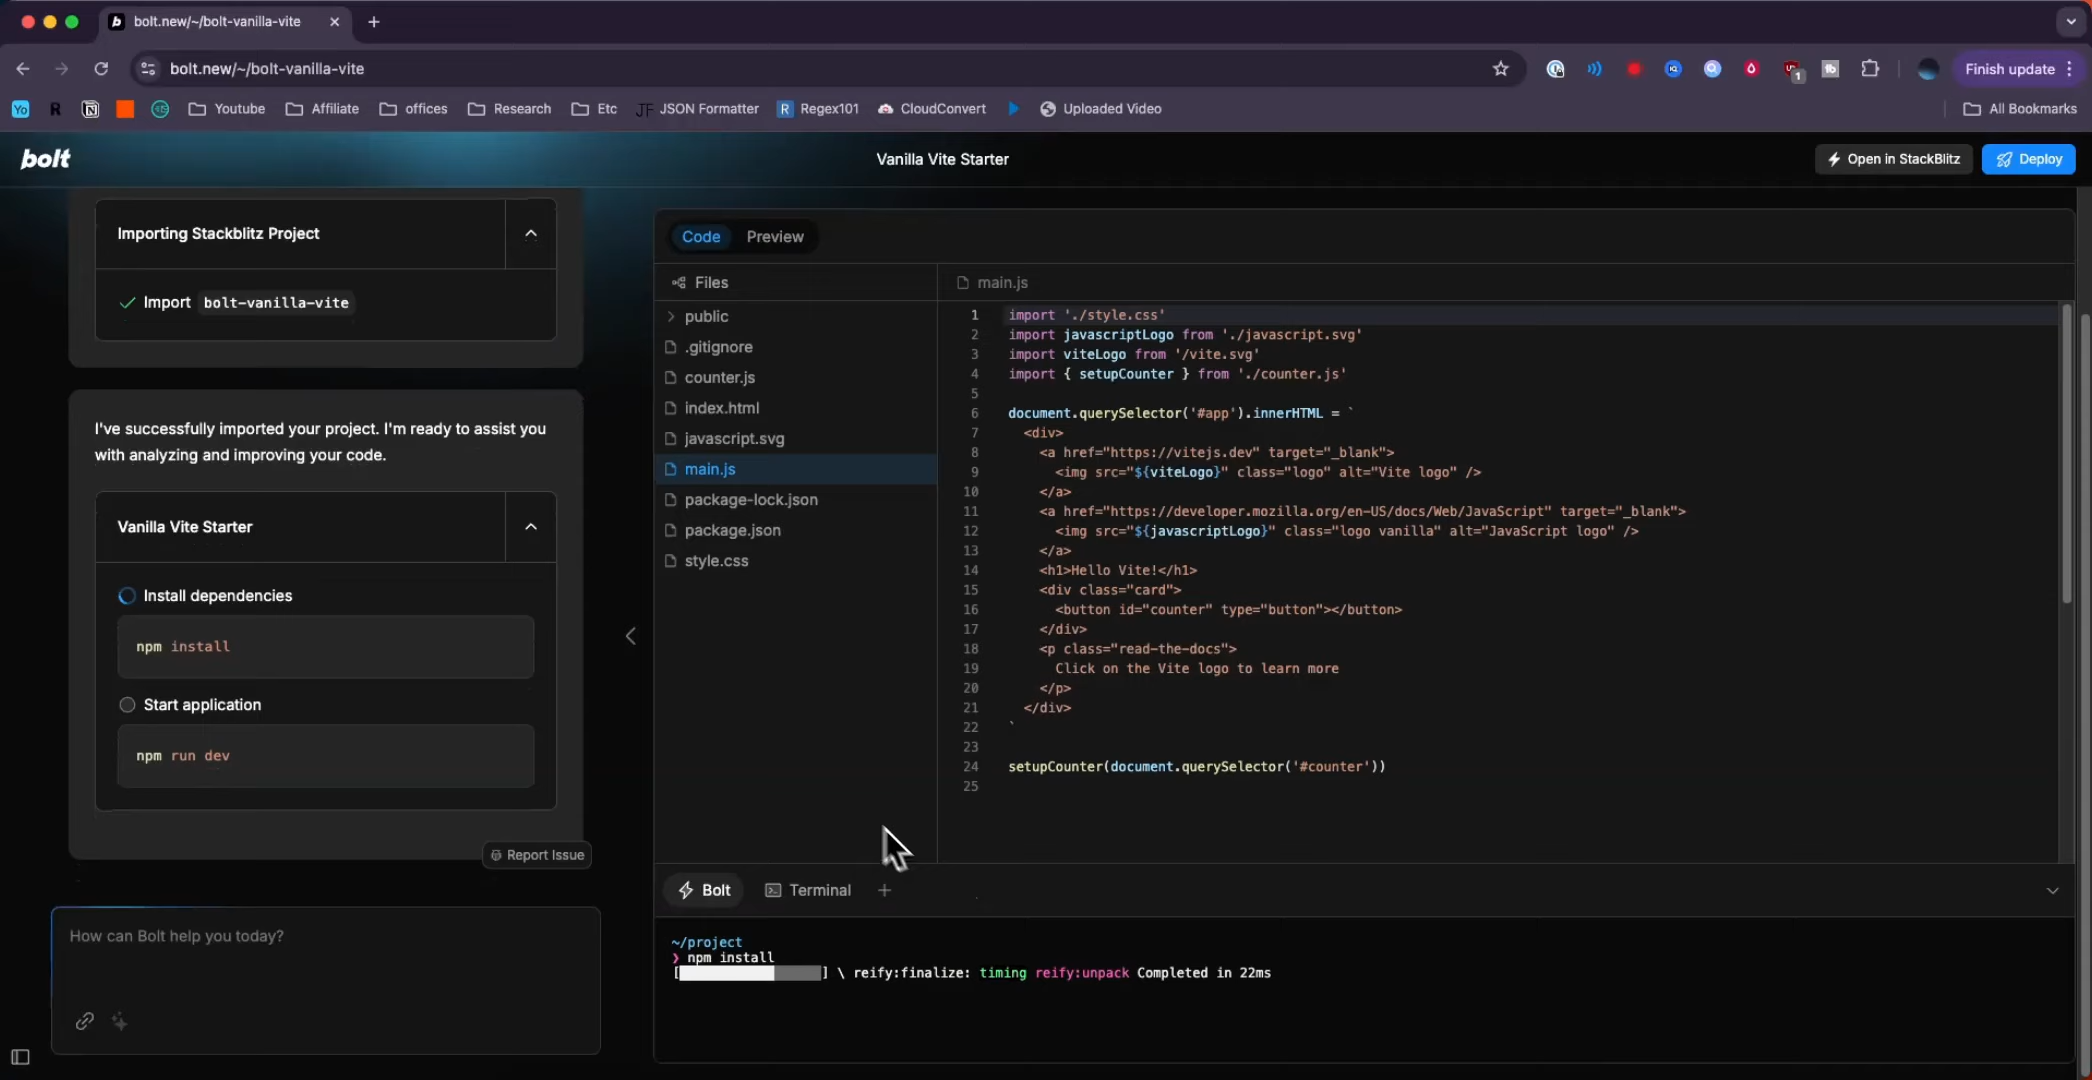 bolt.new/~/bolt-vanilla-vite
bolt.new/~/bolt-vanilla-vite
1
Finish update
Yo
R
Youtube
Affiliate
offices
Research
Etc
JF JSON Formatter
R Regex101
CloudConvert
Uploaded Video
All Bookmarks
bolt
Vanilla Vite Starter
Open in StackBlitz
Deploy
Importing Stackblitz Project
Import bolt-vanilla-vite
I've successfully imported your project. I'm ready to assist you
with analyzing and improving your code.
Vanilla Vite Starter
Install dependencies
npm install
Start application
npm run dev
Report Issue
How can Bolt help you today?
Code Preview
Files
public
.gitignore
counter.js
index.html
javascript.svg
main.js
package-lock.json
package.json
style.css
main.js
1 import './style.css'
2 import javascriptLogo from './javascript.svg'
3 import viteLogo from '/vite.svg'
4 import { setupCounter } from './counter.js'
5
6 document.querySelector('#app').innerHTML = `
7 <div>
8 <a href="https://vitejs.dev" target="_blank">
9 <img src="${viteLogo}" class="logo" alt="Vite logo" />
10 </a>
11 <a href="https://developer.mozilla.org/en-US/docs/Web/JavaScript" target="_blank">
12 <img src="${javascriptLogo}" class="logo vanilla" alt="JavaScript logo" />
13 </a>
14 <h1>Hello Vite!</h1>
15 <div class="card">
16 <button id="counter" type="button"></button>
17 </div>
18 <p class="read-the-docs">
19 Click on the Vite logo to learn more
20 </p>
21 </div>
22 `
23
24 setupCounter(document.querySelector('#counter'))
25
Bolt
Terminal
~/project
❯ npm install
[ ] \ reify:finalize: timing reify:unpack Completed in 22ms